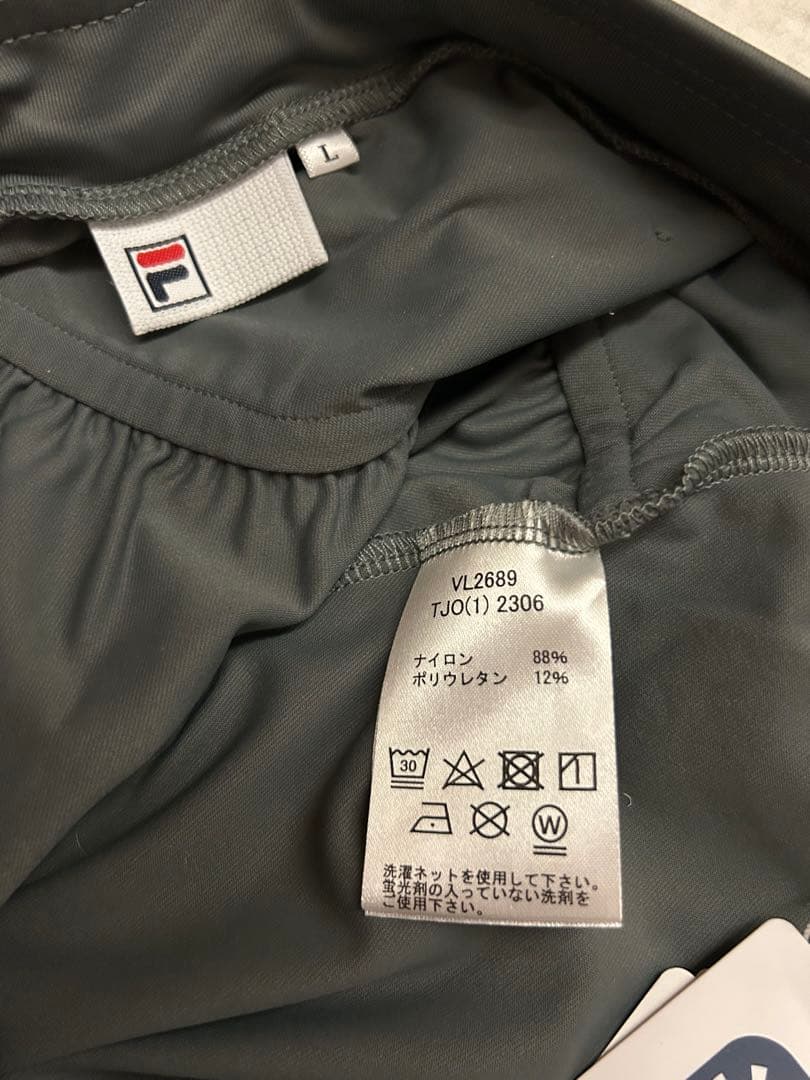 L
F
VL2689
TJO(1) 2306
ナイロン 88%
ポリウレタン 12%
30
W
洗濯ネットを使用して下さい。
蛍光剤の入っていない洗剤を
ご使用下さい。